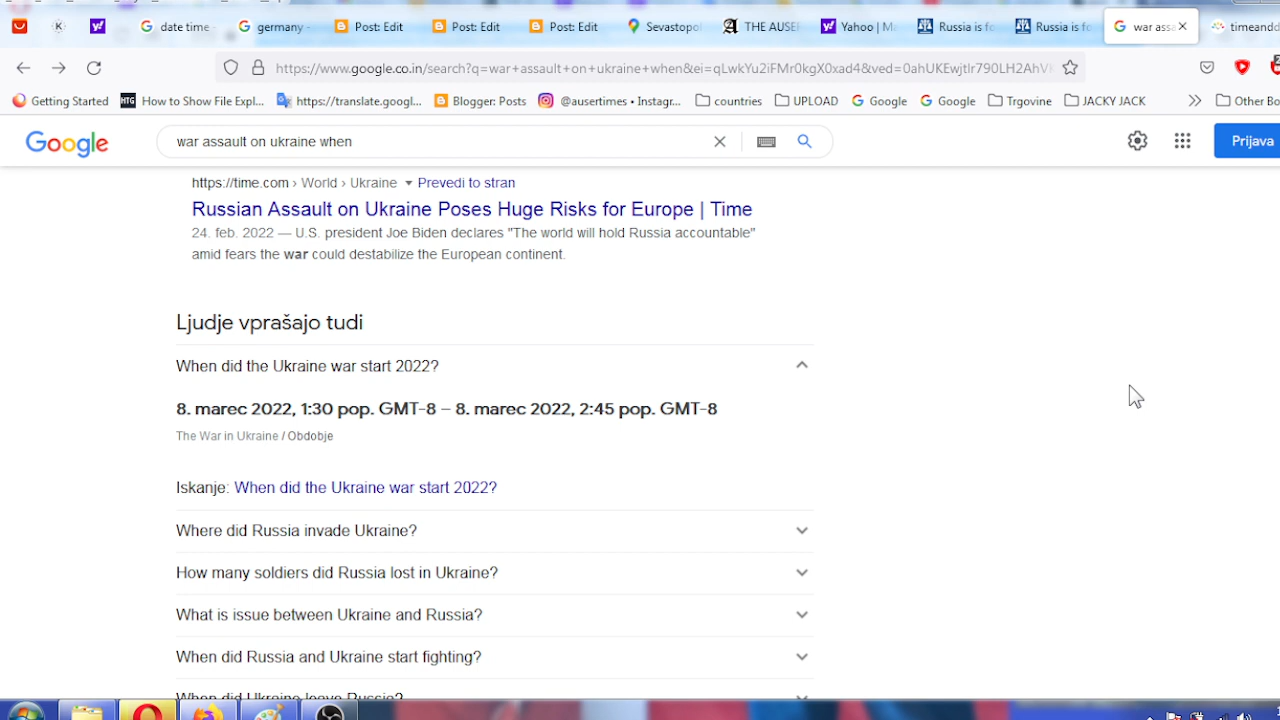 date time -
germany -
Post: Edit
Post: Edit
Post: Edit
Sevastopo
THE AUSE
Yahoo | M
Russia is fo
Russia is fo
war assa
timeandd
https://www.google.co.in/search?q=war+assault+on+ukraine+when&ei=qLwkYu2iFMr0kgX0xad4&ved=0ahUKEwjtlr790LH2AhV
Getting Started
HTG How to Show File Expl...
https://translate.googl...
Blogger: Posts
@ausertimes • Instagr...
countries
UPLOAD
Google
Google
Trgovine
JACKY JACK
Other Bo
Google
war assault on ukraine when
Prijava
https://time.com › World › Ukraine ▾ Prevedi to stran
Russian Assault on Ukraine Poses Huge Risks for Europe | Time
24. feb. 2022 — U.S. president Joe Biden declares "The world will hold Russia accountable"
amid fears the war could destabilize the European continent.
Ljudje vprašajo tudi
When did the Ukraine war start 2022?
8. marec 2022, 1:30 pop. GMT-8 – 8. marec 2022, 2:45 pop. GMT-8
The War in Ukraine / Obdobje
Iskanje: When did the Ukraine war start 2022?
Where did Russia invade Ukraine?
How many soldiers did Russia lost in Ukraine?
What is issue between Ukraine and Russia?
When did Russia and Ukraine start fighting?
When did Ukraine leave Russia?